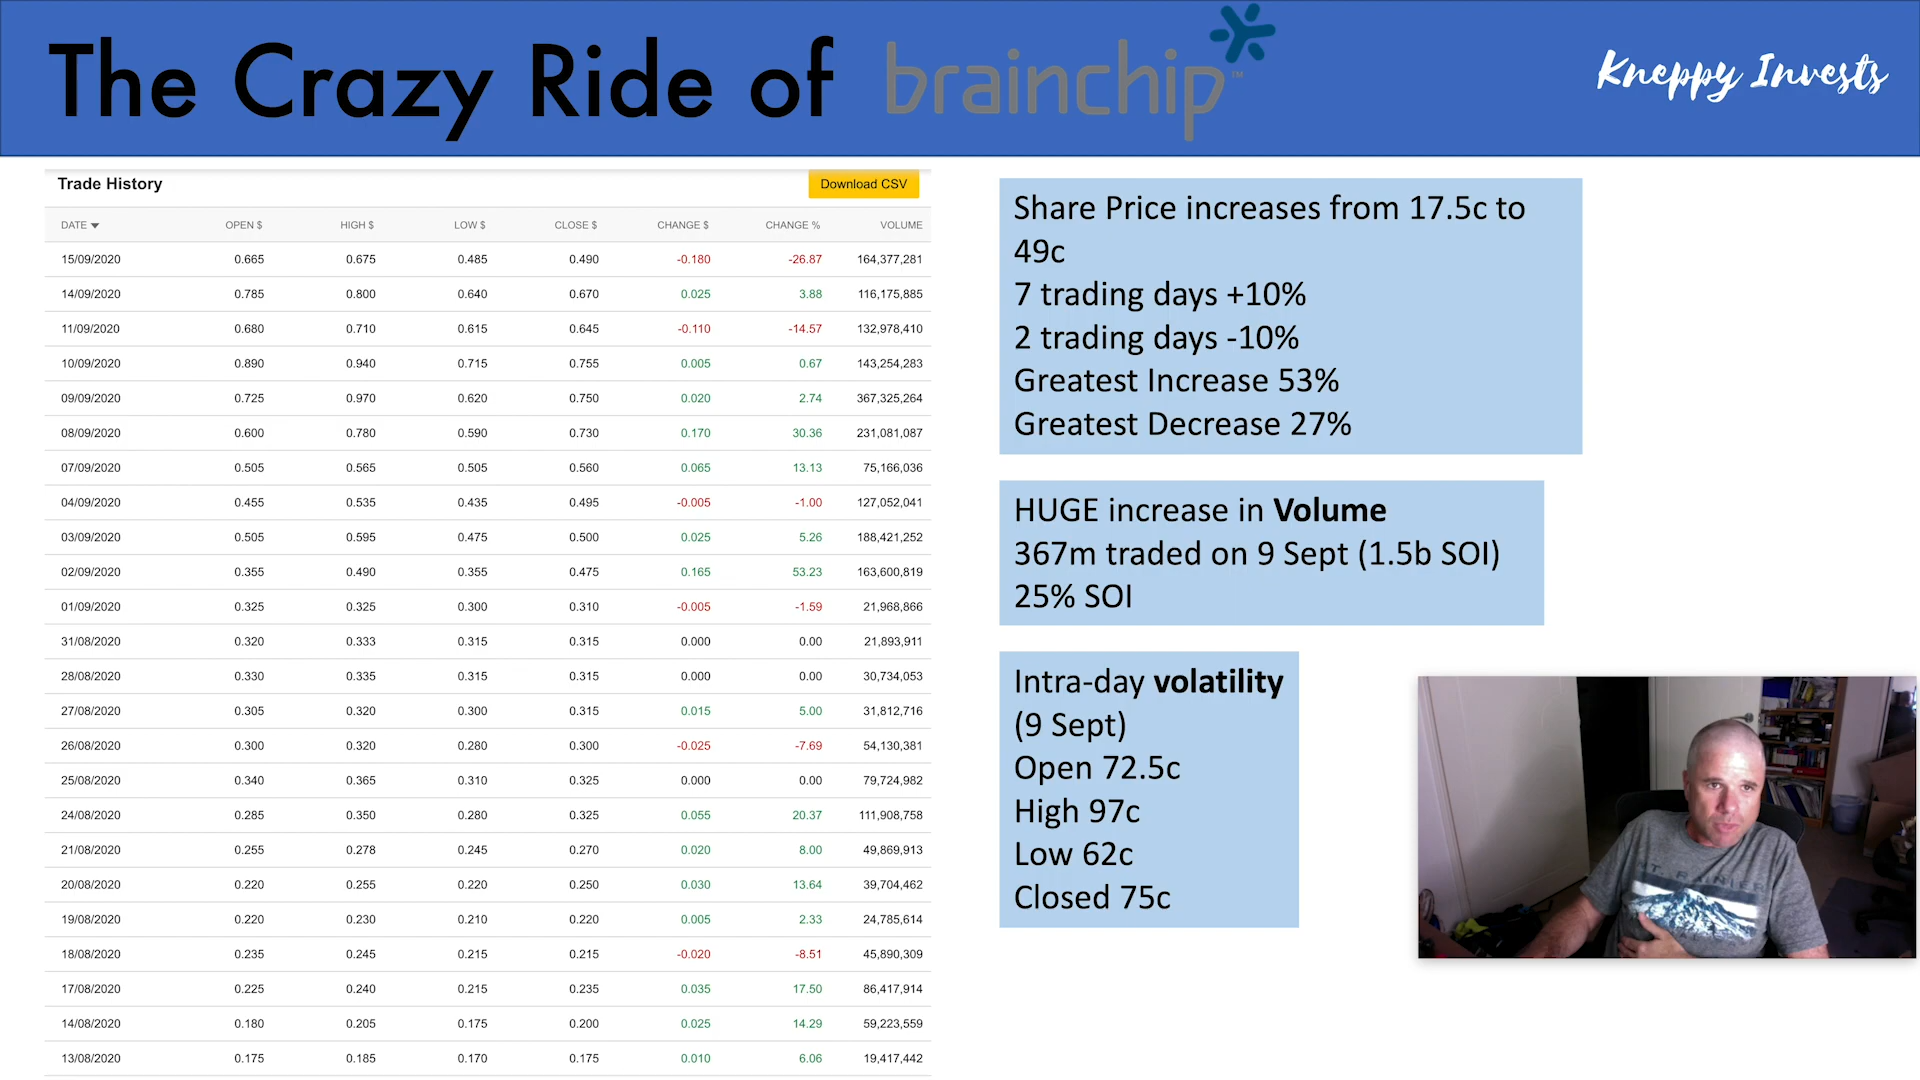 The Crazy Ride of brainchip™
Kneppy Invests
Trade History
Download CSV
DATE OPEN $ HIGH $ LOW $ CLOSE $ CHANGE $ CHANGE % VOLUME
15/09/2020 0.665 0.675 0.485 0.490 -0.180 -26.87 164,377,281
14/09/2020 0.785 0.800 0.640 0.670 0.025 3.88 116,175,885
11/09/2020 0.680 0.710 0.615 0.645 -0.110 -14.57 132,978,410
10/09/2020 0.890 0.940 0.715 0.755 0.005 0.67 143,254,283
09/09/2020 0.725 0.970 0.620 0.750 0.020 2.74 367,325,264
08/09/2020 0.600 0.780 0.590 0.730 0.170 30.36 231,081,087
07/09/2020 0.505 0.565 0.505 0.560 0.065 13.13 75,166,036
04/09/2020 0.455 0.535 0.435 0.495 -0.005 -1.00 127,052,041
03/09/2020 0.505 0.595 0.475 0.500 0.025 5.26 188,421,252
02/09/2020 0.355 0.490 0.355 0.475 0.165 53.23 163,600,819
01/09/2020 0.325 0.325 0.300 0.310 -0.005 -1.59 21,968,866
31/08/2020 0.320 0.333 0.315 0.315 0.000 0.00 21,893,911
28/08/2020 0.330 0.335 0.315 0.315 0.000 0.00 30,734,053
27/08/2020 0.305 0.320 0.300 0.315 0.015 5.00 31,812,716
26/08/2020 0.300 0.320 0.280 0.300 -0.025 -7.69 54,130,381
25/08/2020 0.340 0.365 0.310 0.325 0.000 0.00 79,724,982
24/08/2020 0.285 0.350 0.280 0.325 0.055 20.37 111,908,758
21/08/2020 0.255 0.278 0.245 0.270 0.020 8.00 49,869,913
20/08/2020 0.220 0.255 0.220 0.250 0.030 13.64 39,704,462
19/08/2020 0.220 0.230 0.210 0.220 0.005 2.33 24,785,614
18/08/2020 0.235 0.245 0.215 0.215 -0.020 -8.51 45,890,309
17/08/2020 0.225 0.240 0.215 0.235 0.035 17.50 86,417,914
14/08/2020 0.180 0.205 0.175 0.200 0.025 14.29 59,223,559
13/08/2020 0.175 0.185 0.170 0.175 0.010 6.06 19,417,442
Share Price increases from 17.5c to
49c
7 trading days +10%
2 trading days -10%
Greatest Increase 53%
Greatest Decrease 27%
HUGE increase in Volume
367m traded on 9 Sept (1.5b SOI)
25% SOI
Intra-day volatility
(9 Sept)
Open 72.5c
High 97c
Low 62c
Closed 75c
RAINIER